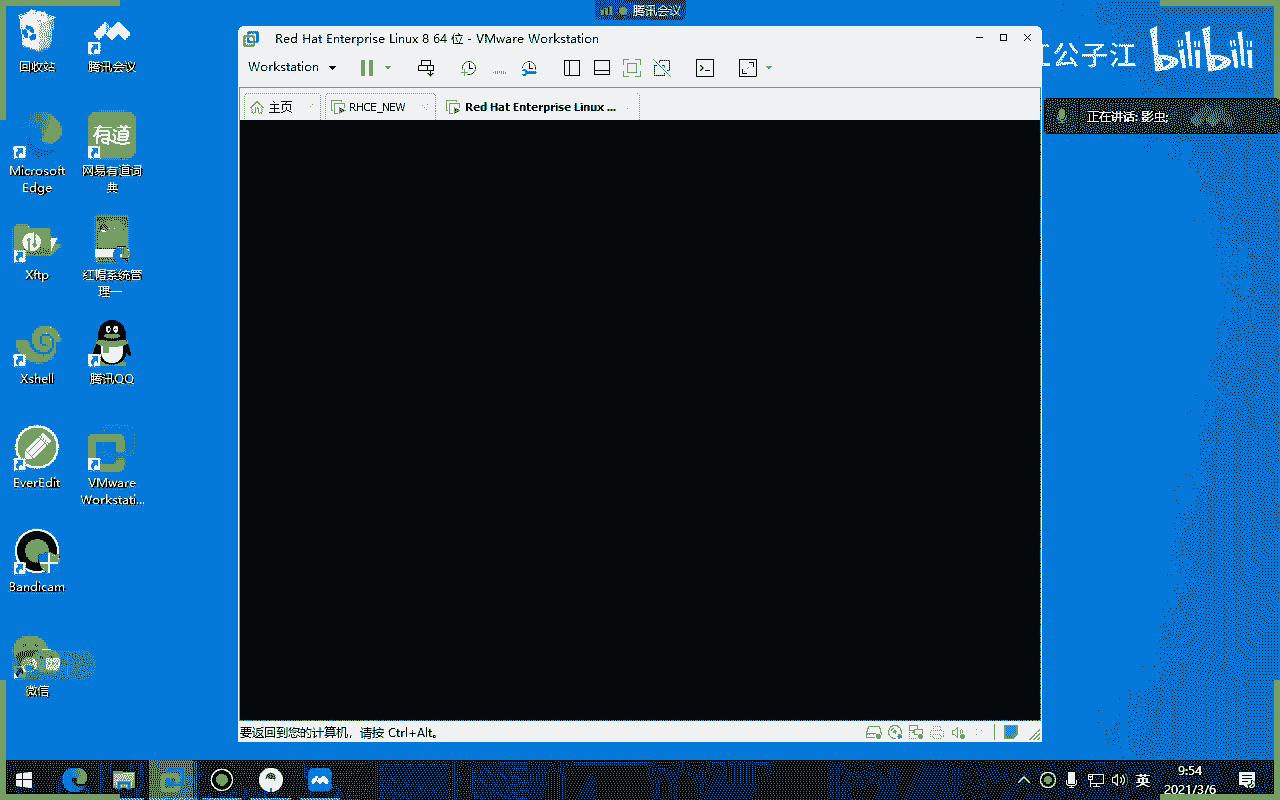 腾讯会议
回收站
腾讯会议
Microsoft
Edge
有道
网易有道词
典
Xftp
红帽系统管
理一
Xshell
腾讯QQ
EverEdit
VMware
Workstati...
Bandicam
微信
Red Hat Enterprise Linux 8 64 位 - VMware Workstation
Workstation
主页
RHCE_NEW
Red Hat Enterprise Linux ...
要返回到您的计算机，请按 Ctrl+Alt。
公子江 bilibili
正在讲话: 影虫;
英
9:54
2021/3/6